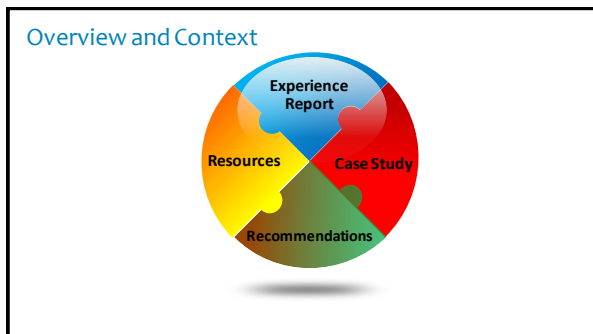 Overview and Context
Experience
Report
Resources
Case Study
Recommendations